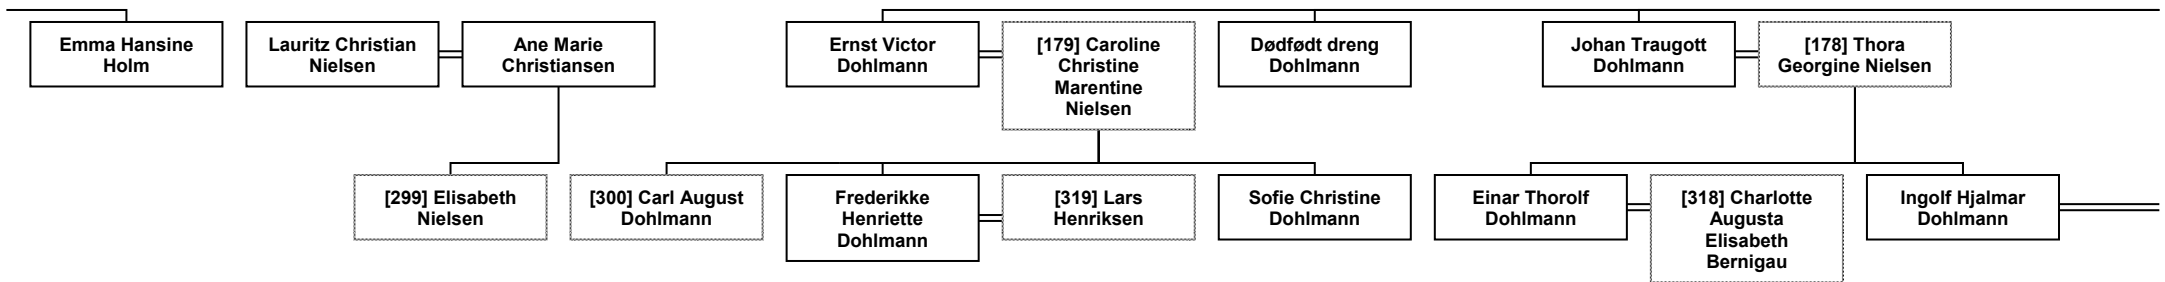 Emma Hansine
Holm
Lauritz Christian
Nielsen
Ane Marie
Christiansen
Ernst Victor
Dohlmann
[179] Caroline
Christine
Marentine
Nielsen
Dødfødt dreng
Dohlmann
Johan Traugott
Dohlmann
[178] Thora
Georgine Nielsen
[299] Elisabeth
Nielsen
[300] Carl August
Dohlmann
Frederikke
Henriette
Dohlmann
[319] Lars
Henriksen
Sofie Christine
Dohlmann
Einar Thorolf
Dohlmann
[318] Charlotte
Augusta
Elisabeth
Bernigau
Ingolf Hjalmar
Dohlmann